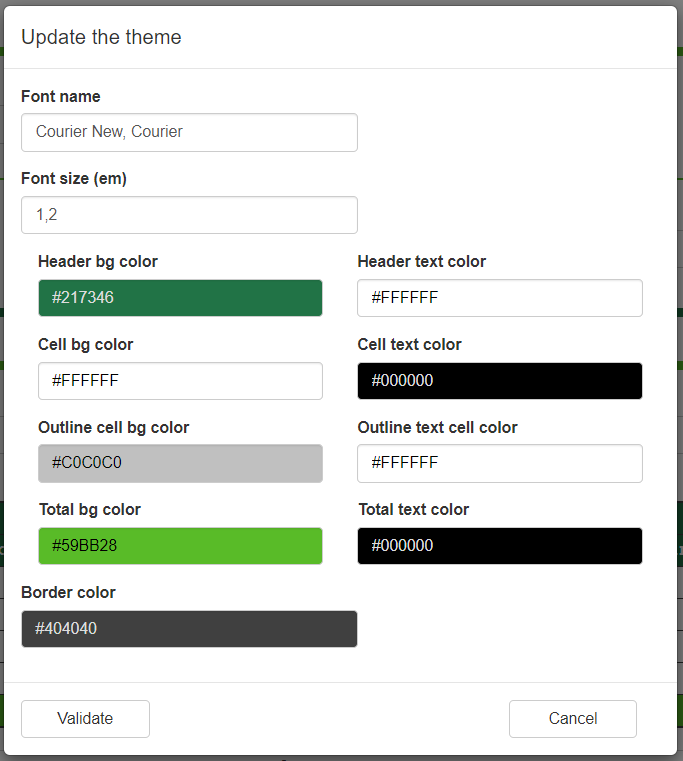 Update the theme
Font name
Courier New, Courier
Font size (em)
1,2
Header bg color Header text color
#217346 #FFFFFF
Cell bg color Cell text color
#FFFFFF #000000
Outline cell bg color Outline text cell color
#C0C0C0 #FFFFFF
Total bg color Total text color
#59BB28 #000000
Border color
#404040
Validate Cancel